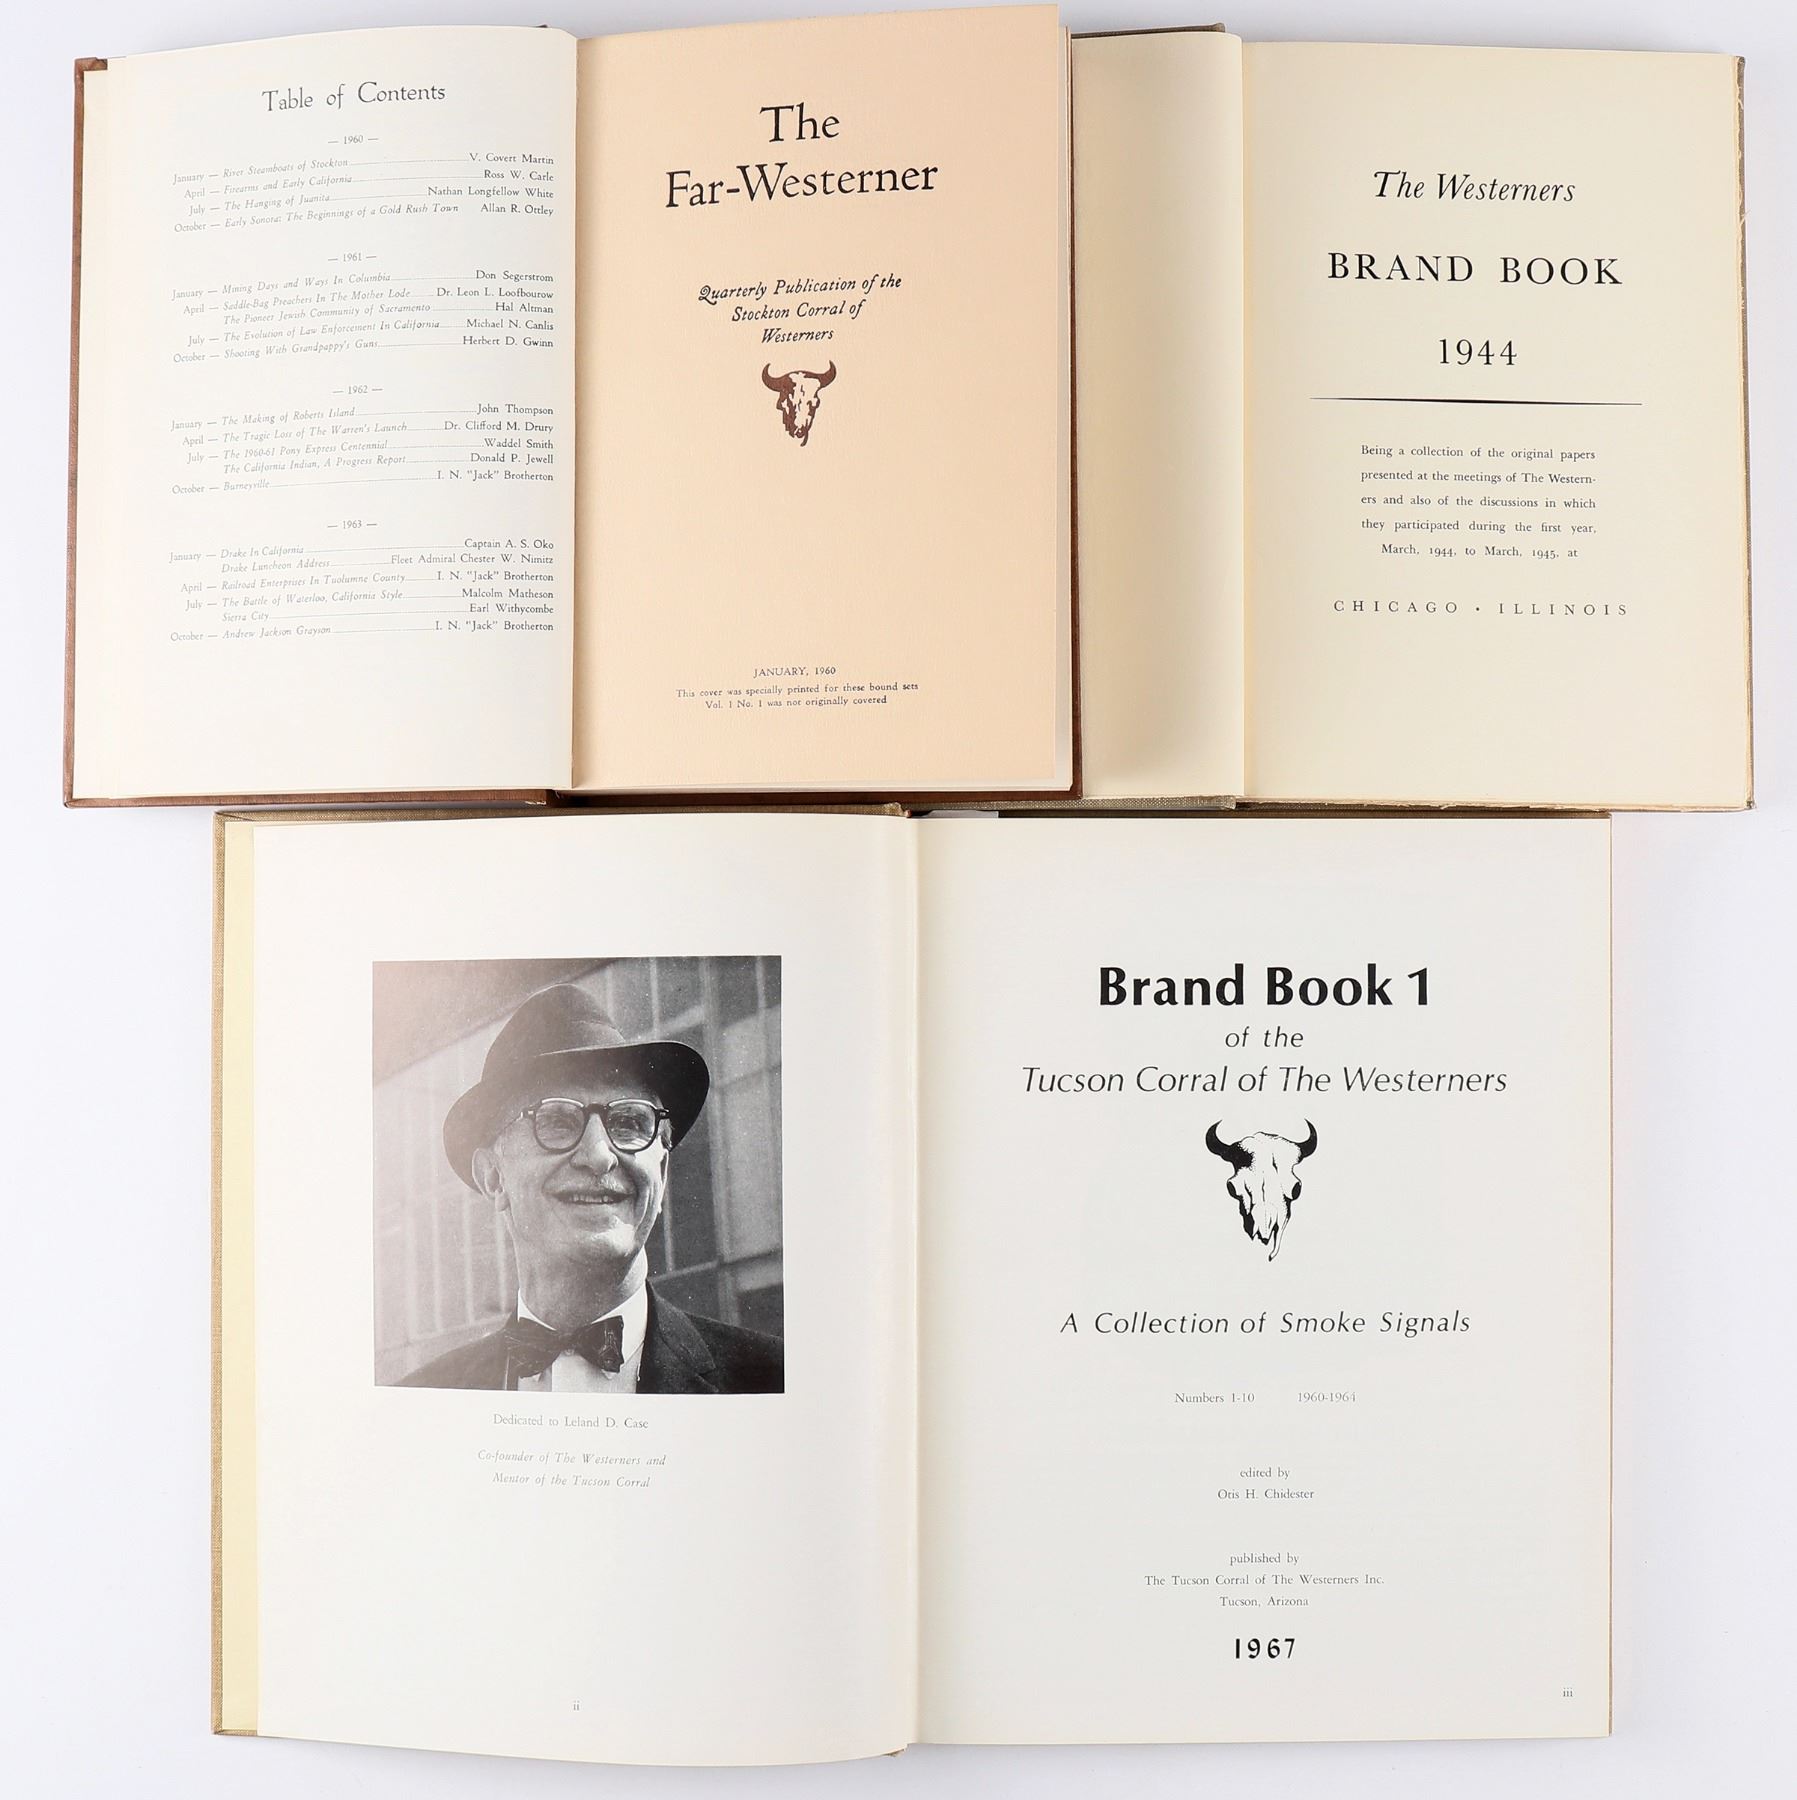 Table of Contents
— 1960 —
January — River Steamboats of Stockton V. Covert Martin
April — Firearms and Early California Ross W. Carle
July — The Hanging of Juanita Nathan Longfellow White
October — Early Sonora: The Beginnings of a Gold Rush Town Allan R. Ottley
— 1961 —
January — Mining Days and Ways In Columbia Don Segerstrom
April — Saddle-Bag Preachers In The Mother Lode Dr. Leon L. Loofbourow
The Pioneer Jewish Community of Sacramento Hal Altman
July — The Evolution of Law Enforcement In California Michael N. Canlis
October — Shooting With Grandpappy's Guns Herbert D. Gwinn
— 1962 —
January — The Making of Roberts Island John Thompson
April — The Tragic Loss of The Warren's Launch Dr. Clifford M. Drury
July — The 1960-61 Pony Express Centennial Waddel Smith
The California Indian, A Progress Report Donald P. Jewell
October — Burneyville I. N. "Jack" Brotherton
— 1963 —
January — Drake In California Captain A. S. Oko
Drake Luncheon Address Fleet Admiral Chester W. Nimitz
April — Railroad Enterprises In Tuolumne County I. N. "Jack" Brotherton
July — The Battle of Waterloo, California Style Malcolm Matheson
Sierra City Earl Withycombe
October — Andrew Jackson Grayson I. N. "Jack" Brotherton
The
Far-Westerner
Quarterly Publication of the
Stockton Corral of
Westerners
JANUARY, 1960
This cover was specially printed for these bound sets
Vol. 1 No. 1 was not originally covered
The Westerners
BRAND BOOK
1944
Being a collection of the original papers
presented at the meetings of The Western-
ers and also of the discussions in which
they participated during the first year,
March, 1944, to March, 1945, at
CHICAGO • ILLINOIS
Dedicated to Leland D. Case
Co-founder of The Westerners and
Mentor of the Tucson Corral
ii
Brand Book 1
of the
Tucson Corral of The Westerners
A Collection of Smoke Signals
Numbers 1-10 1960-1964
edited by
Otis H. Chidester
published by
The Tucson Corral of The Westerners Inc.
Tucson, Arizona
1967
iii